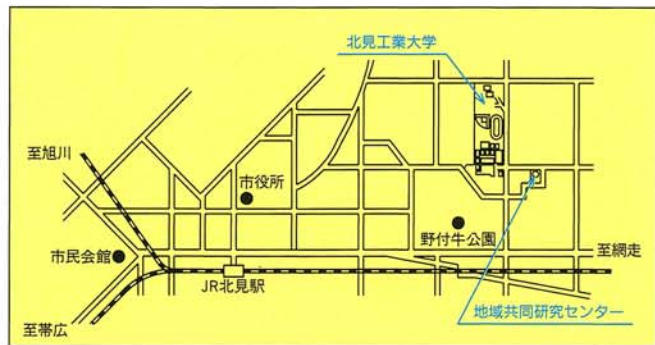 北見工業大学
至旭川
市役所
野付牛公園
市民会館
至網走
JR北見駅
地域共同研究センター
至帯広